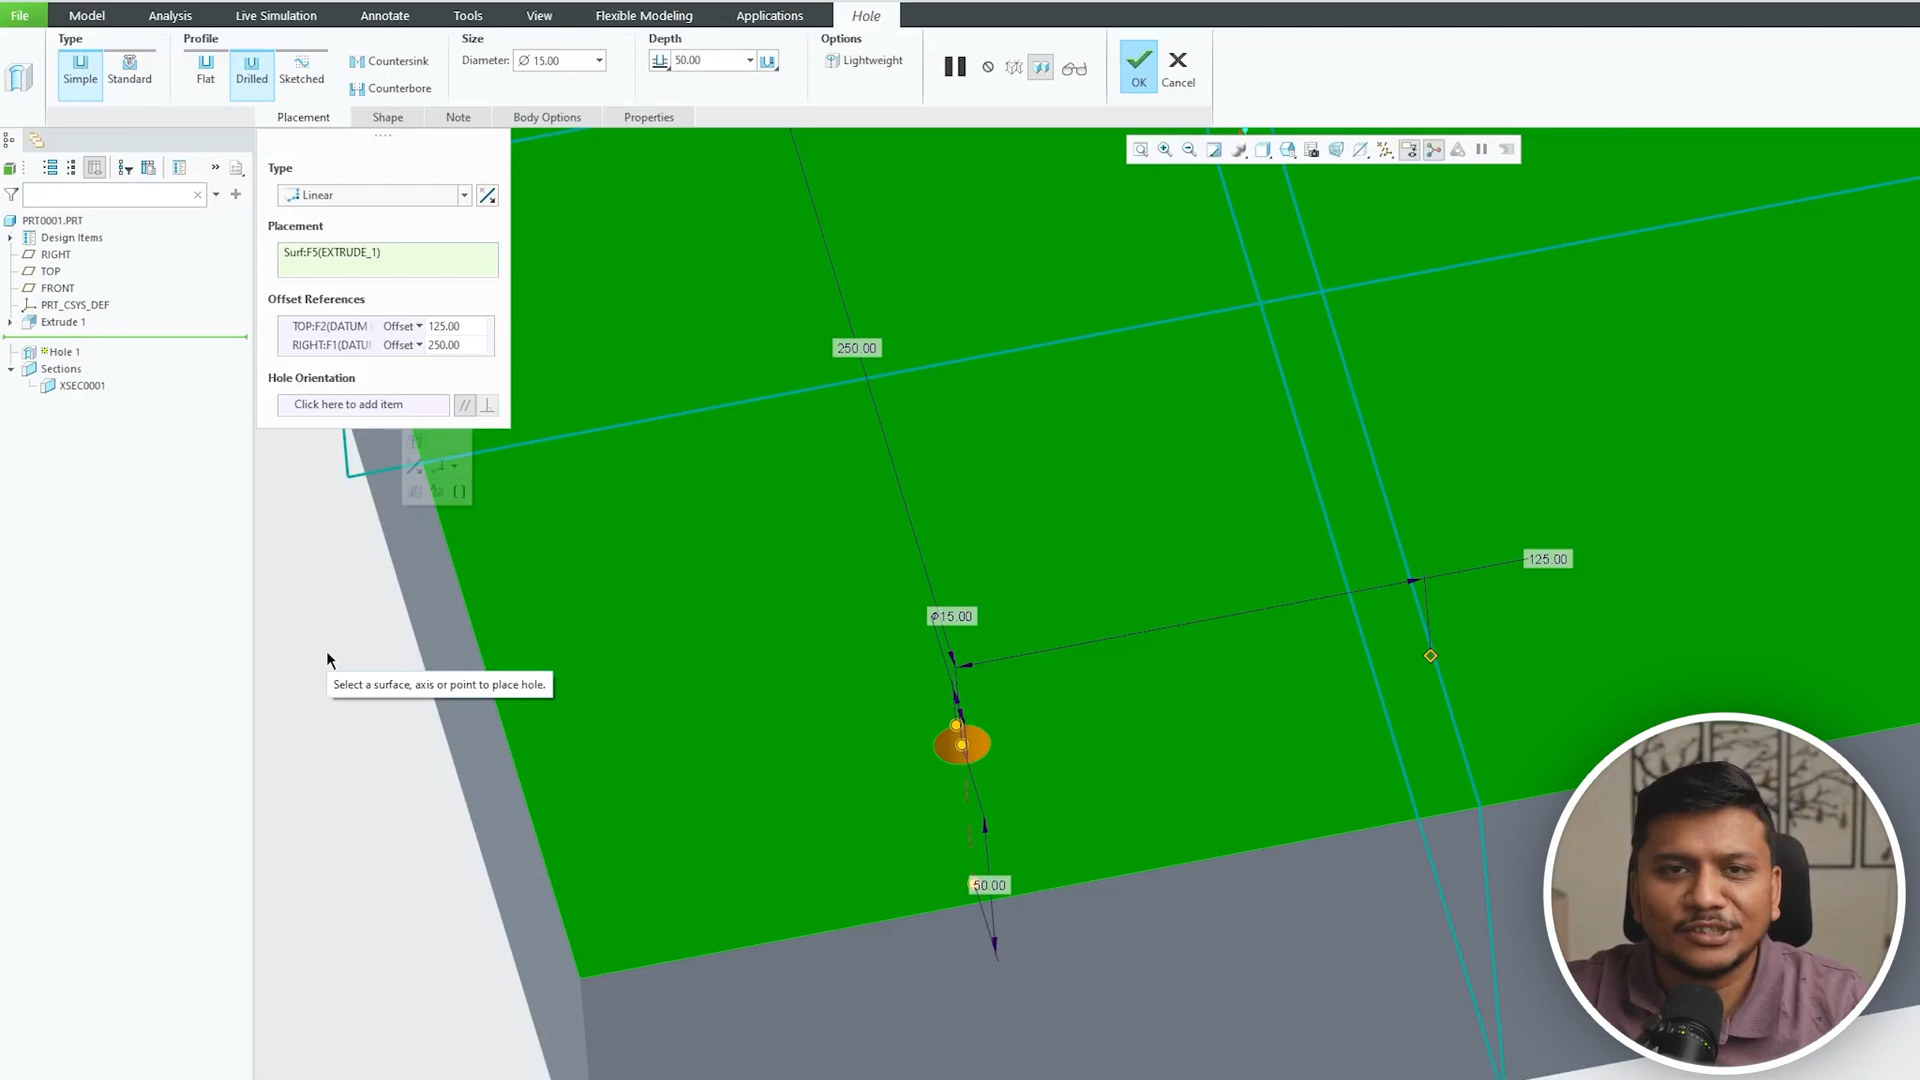 File Model Analysis Live Simulation Annotate Tools View Flexible Modeling Applications Hole
Type Profile Size Depth Options
Simple Standard Flat Drilled Sketched Countersink Counterbore Diameter: Ø 15.00 50.00 Lightweight OK Cancel
Placement Shape Note Body Options Properties
PRT0001.PRT
Design Items
RIGHT
TOP
FRONT
PRT_CSYS_DEF
Extrude 1
Hole 1
Sections
XSEC0001
Type
Linear
Placement
Surf:F5(EXTRUDE_1)
Offset References
TOP:F2(DATUM Offset 125.00
RIGHT:F1(DATU Offset 250.00
Hole Orientation
Click here to add item
250.00
125.00
Ø15.00
Select a surface, axis or point to place hole.
50.00